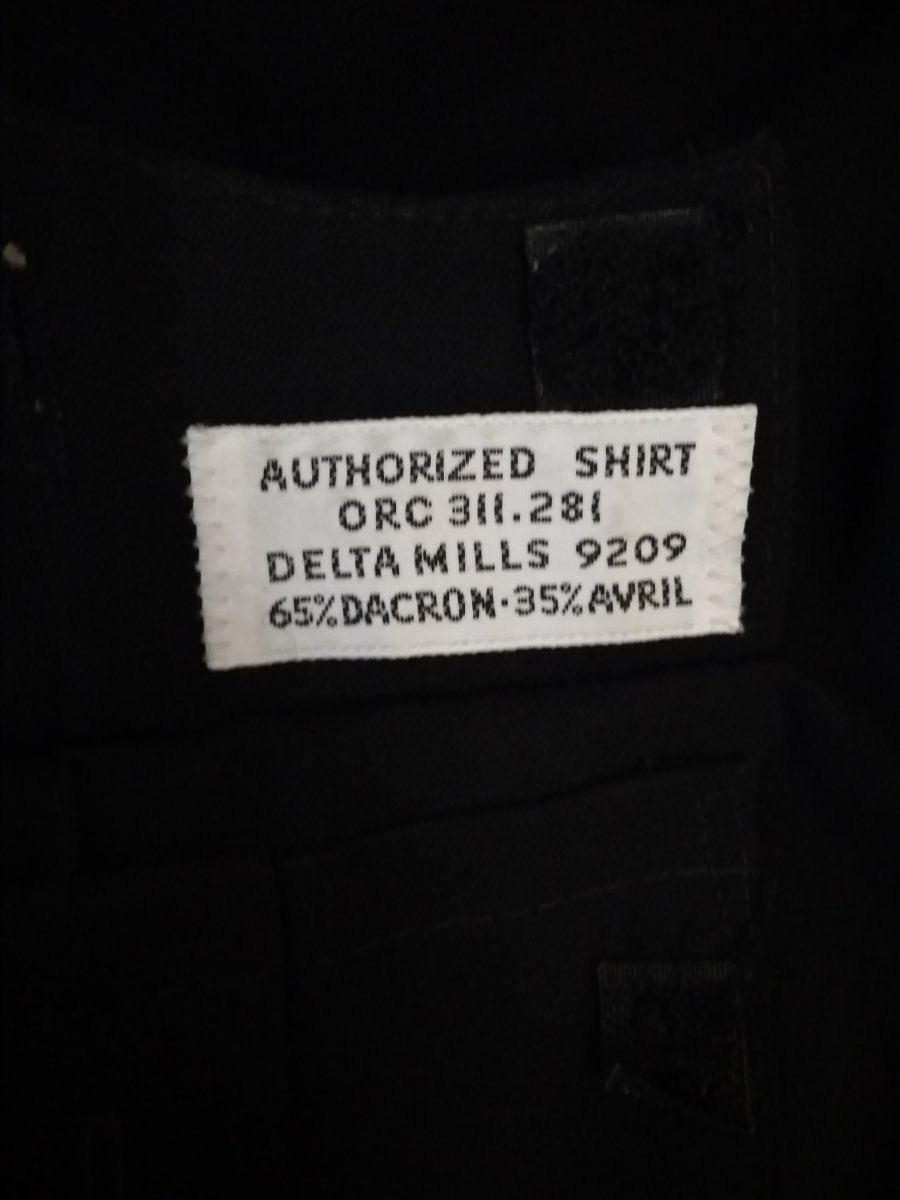 AUTHORIZED SHIRT
ORC 311.281
DELTA MILLS 9209
65% DACRON·35% AVRIL